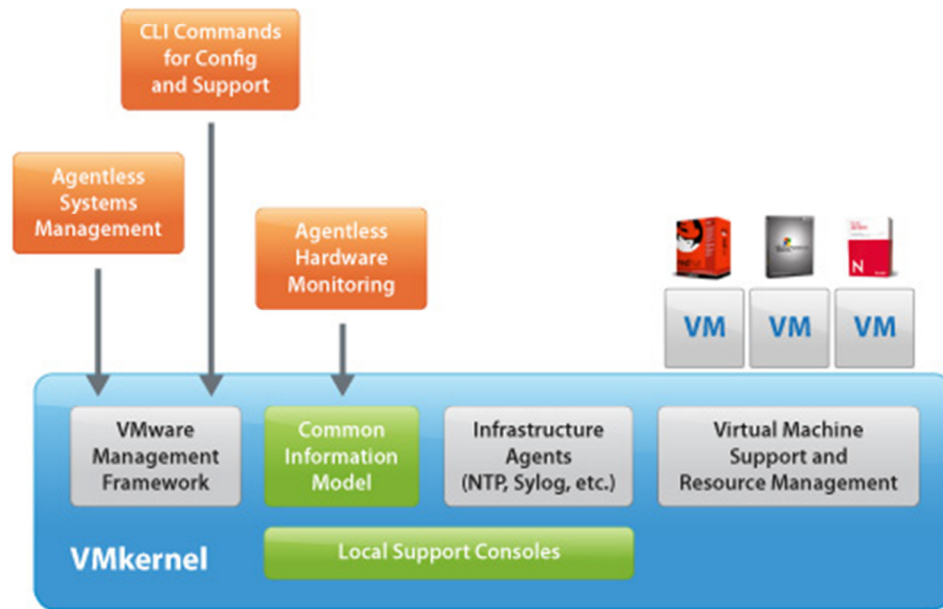 CLI Commands
for Config
and Support
Agentless
Systems
Management
Agentless
Hardware
Monitoring
N
VM
VM
VM
VMware
Management
Framework
Common
Information
Model
Infrastructure
Agents
(NTP, Sylog, etc.)
Virtual Machine
Support and
Resource Management
VMkernel
Local Support Consoles